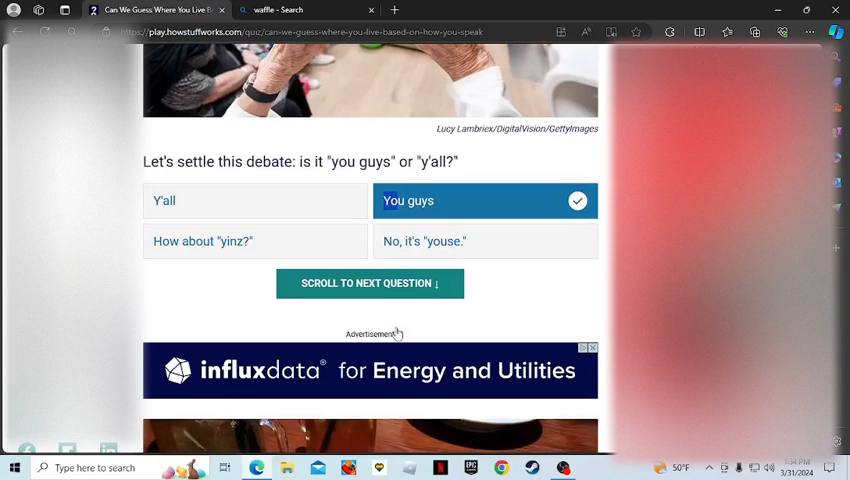 Can We Guess Where You Live B
waffle - Search
https://play.howstuffworks.com/quiz/can-we-guess-where-you-live-based-on-how-you-speak
Lucy Lambriex/DigitalVision/GettyImages
Let's settle this debate: is it "you guys" or "y'all?"
Y'all
You guys
How about "yinz?"
No, it's "youse."
SCROLL TO NEXT QUESTION ↓
Advertisement
influxdata® for Energy and Utilities
Type here to search
EPIC
50°F
1:34 PM
3/31/2024